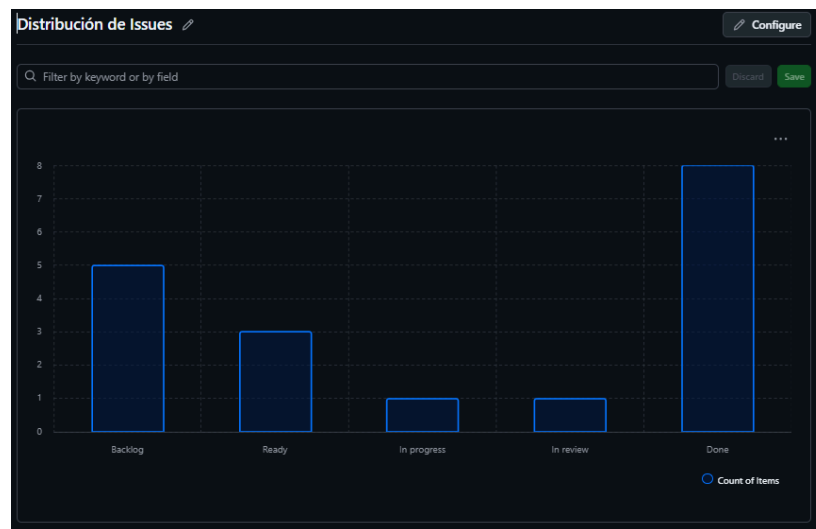 Distribución de Issues
Configure
Filter by keyword or by field
Discard
Save
8
7
6
5
4
3
2
1
0
Backlog
Ready
In progress
In review
Done
Count of Items